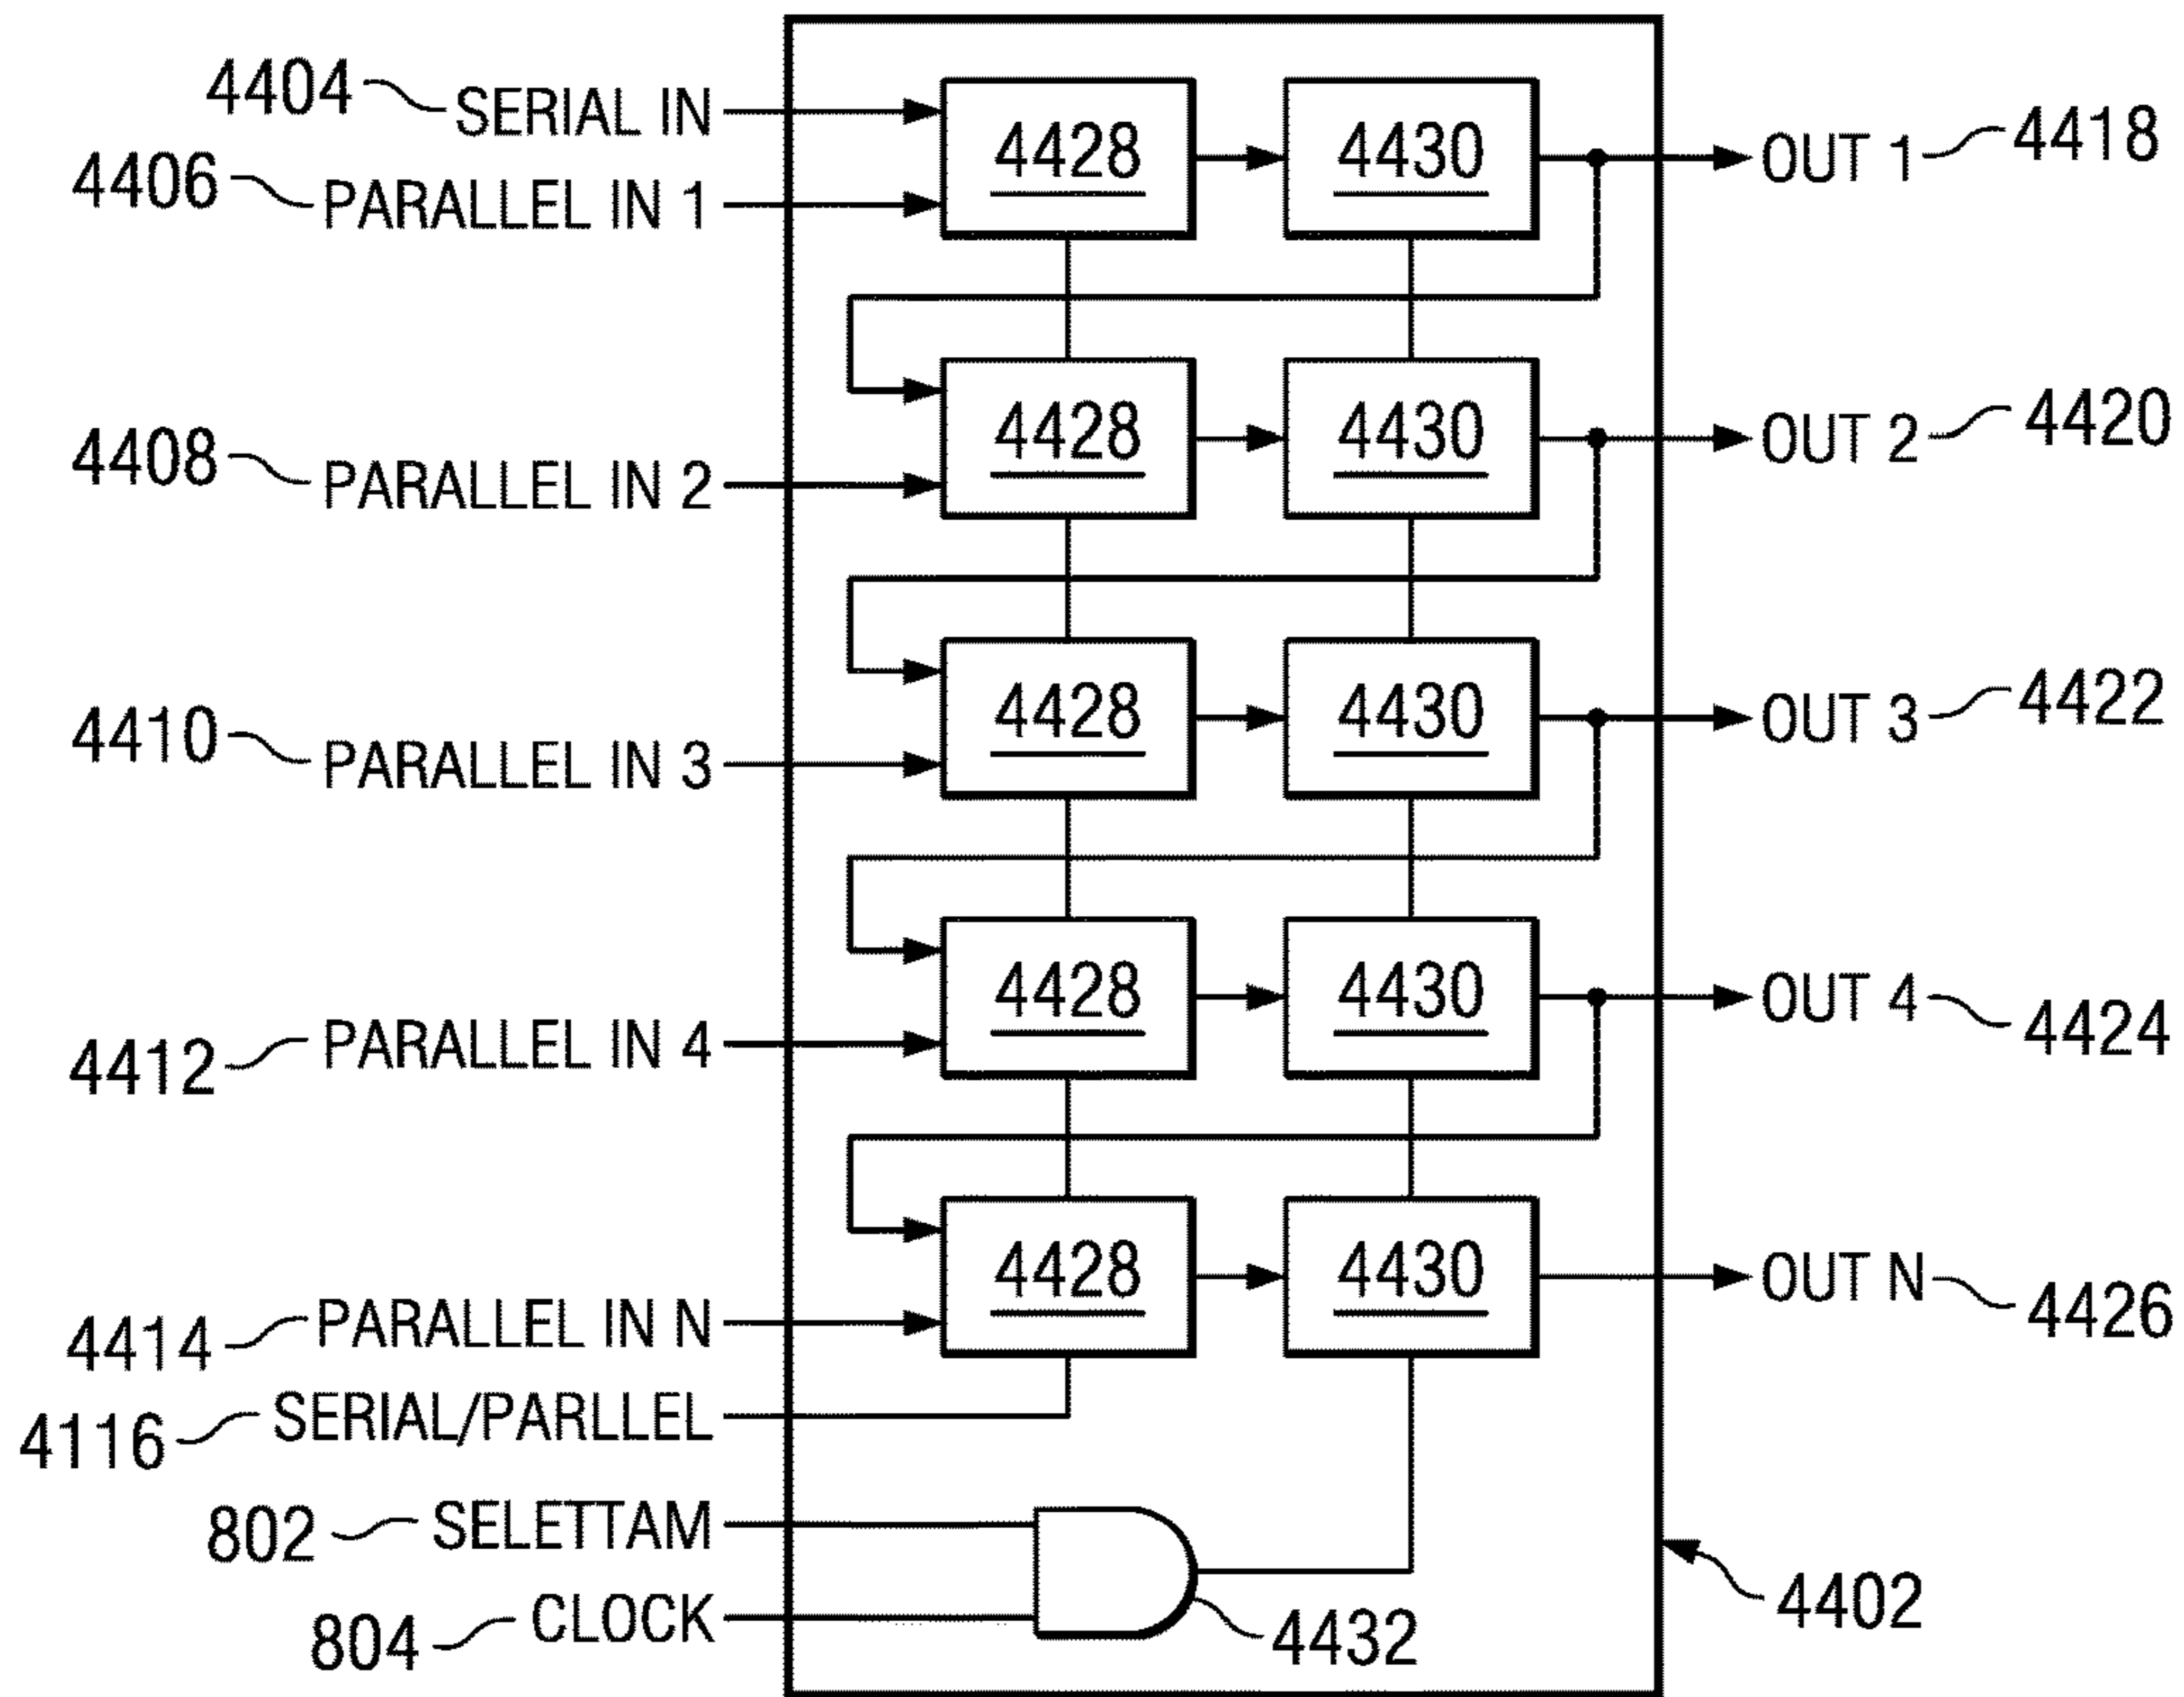 4404 SERIAL IN
4406 PARALLEL IN 1
4428 4430
OUT 1 4418
4408 PARALLEL IN 2
4428 4430
OUT 2 4420
4410 PARALLEL IN 3
4428 4430
OUT 3 4422
4412 PARALLEL IN 4
4428 4430
OUT 4 4424
4414 PARALLEL IN N
4428 4430
OUT N 4426
4116 SERIAL/PARLLEL
802 SELETTAM
804 CLOCK
4432
4402